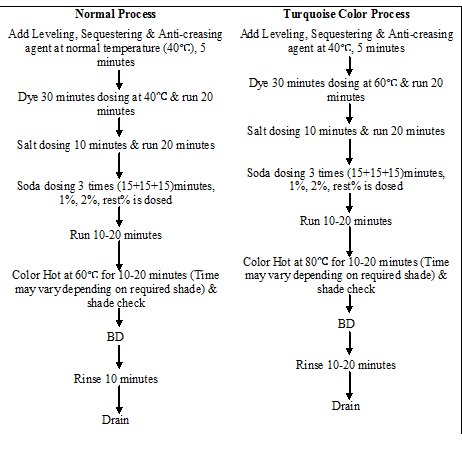 Normal Process
Add Leveling, Sequestering & Anti-creasing
agent at normal temperature (40°C), 5
minutes
Dye 30 minutes dosing at 40°C & run 20
minutes
Salt dosing 10 minutes & run 20 minutes
Soda dosing 3 times (15+15+15)minutes,
1%, 2%, rest% is dosed
Run 10-20 minutes
Color Hot at 60°C for 10-20 minutes (Time
may vary depending on required shade) &
shade check
BD
Rinse 10 minutes
Drain
Turquoise Color Process
Add Leveling, Sequestering & Anti-creasing
agent at 40°C, 5 minutes
Dye 30 minutes dosing at 60°C & run 20
minutes
Salt dosing 10 minutes & run 20 minutes
Soda dosing 3 times (15+15+15)minutes,
1%, 2%, rest% is dosed
Run 10-20 minutes
Color Hot at 80°C for 10-20 minutes (Time
may vary depending on required shade) &
shade check
BD
Rinse 10-20 minutes
Drain